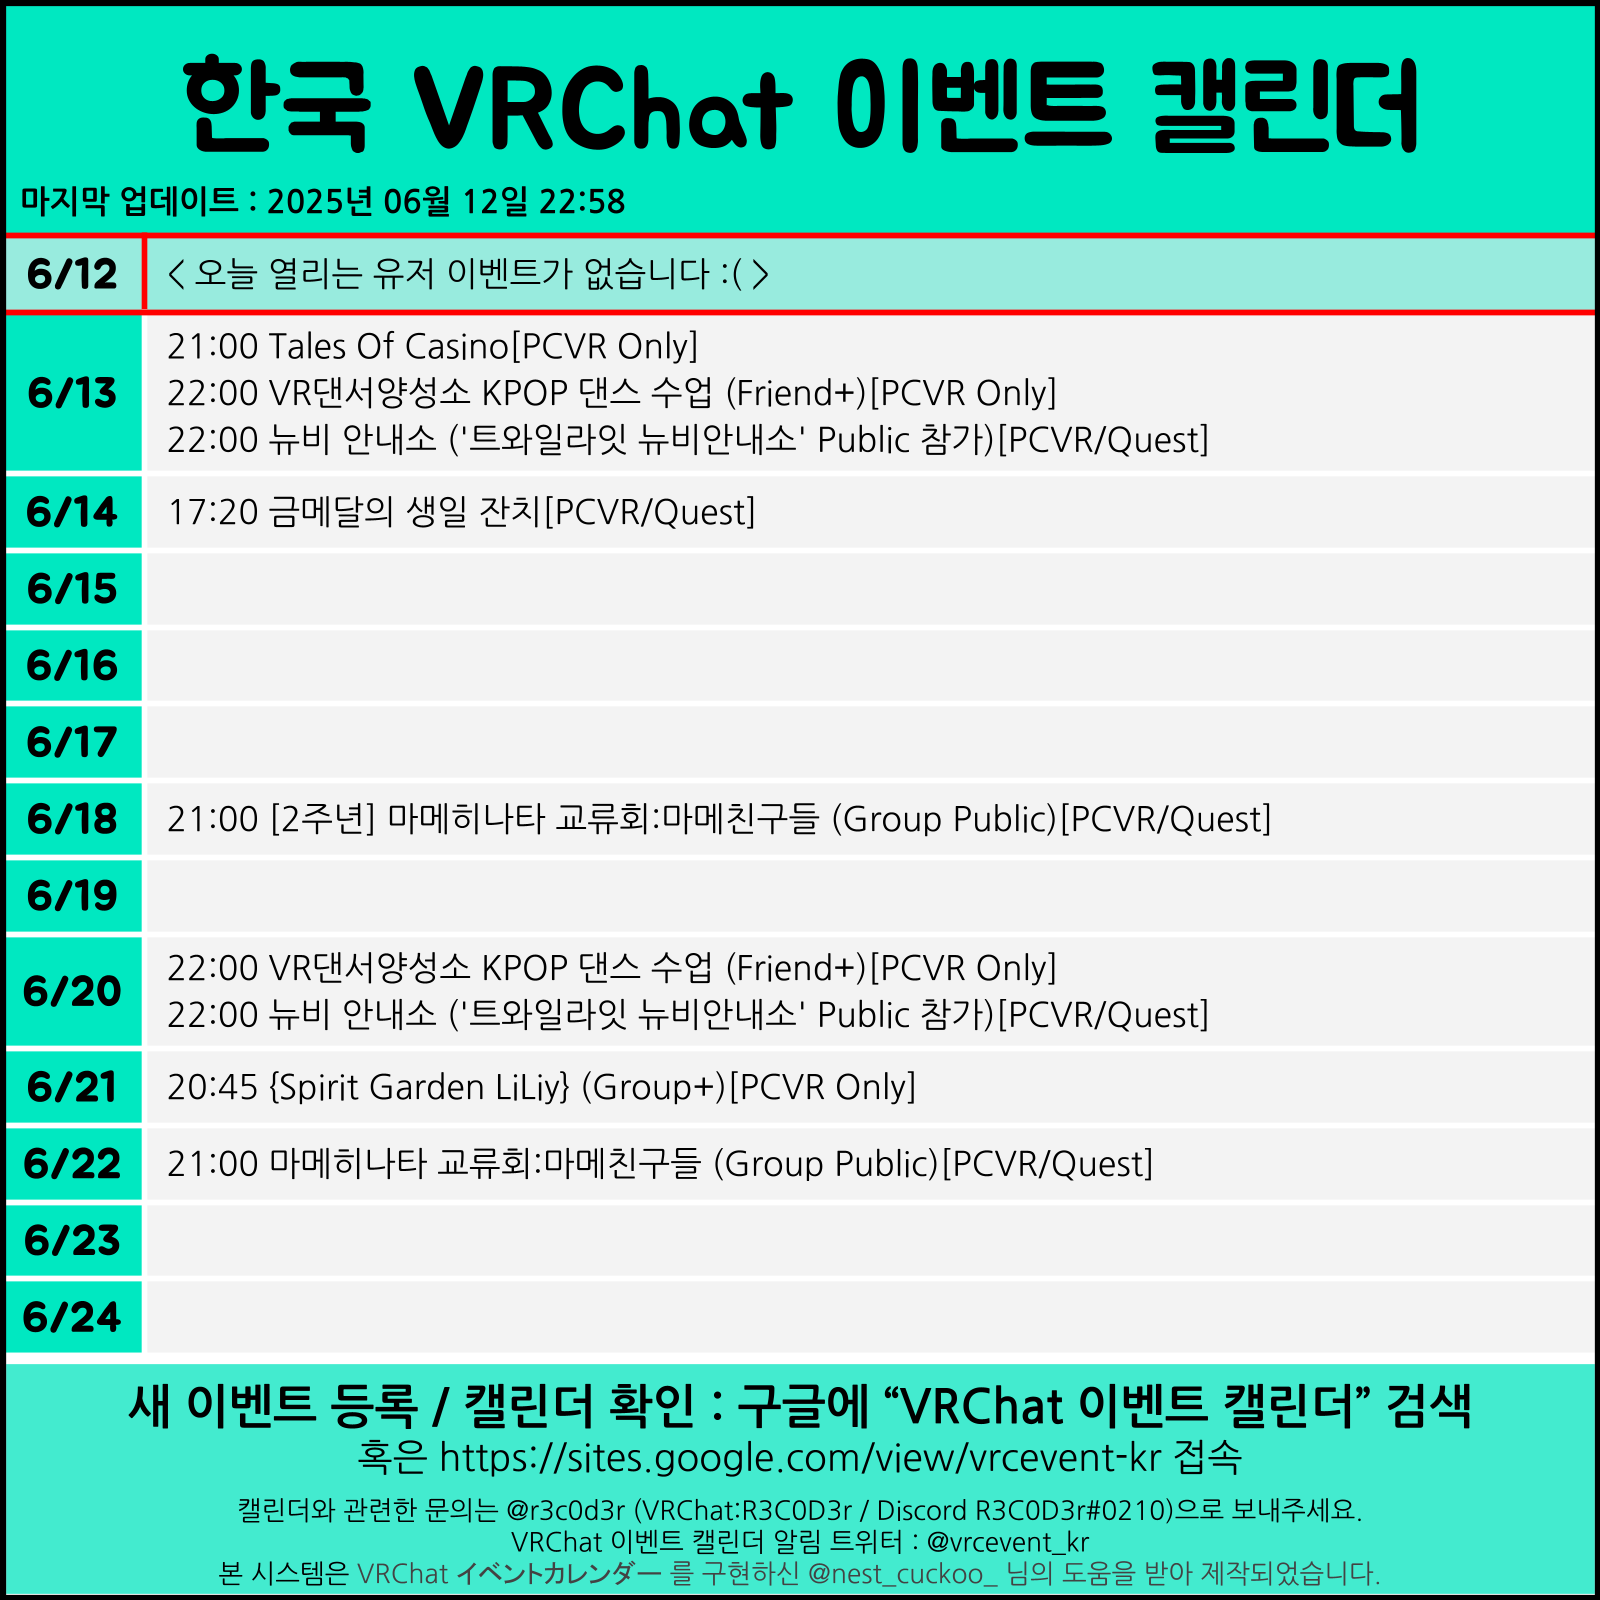 한국 VRChat 이벤트 캘린더
마지막 업데이트 : 2025년 06월 12일 22:58
6/12
< 오늘 열리는 유저 이벤트가 없습니다 :( >
6/13
21:00 Tales Of Casino[PCVR Only]
22:00 VR댄서양성소 KPOP 댄스 수업 (Friend+)[PCVR Only]
22:00 뉴비 안내소 ('트와일라잇 뉴비안내소' Public 참가)[PCVR/Quest]
6/14
17:20 금메달의 생일 잔치[PCVR/Quest]
6/15
6/16
6/17
6/18
21:00 [2주년] 마메히나타 교류회:마메친구들 (Group Public)[PCVR/Quest]
6/19
6/20
22:00 VR댄서양성소 KPOP 댄스 수업 (Friend+)[PCVR Only]
22:00 뉴비 안내소 ('트와일라잇 뉴비안내소' Public 참가)[PCVR/Quest]
6/21
20:45 {Spirit Garden LiLiy} (Group+)[PCVR Only]
6/22
21:00 마메히나타 교류회:마메친구들 (Group Public)[PCVR/Quest]
6/23
6/24
새 이벤트 등록 / 캘린더 확인 : 구글에 “VRChat 이벤트 캘린더” 검색
혹은 https://sites.google.com/view/vrcevent-kr 접속
캘린더와 관련한 문의는 @r3c0d3r (VRChat:R3C0D3r / Discord R3C0D3r#0210)으로 보내주세요.
VRChat 이벤트 캘린더 알림 트위터 : @vrcevent_kr
본 시스템은 VRChat イベントカレンダー 를 구현하신 @nest_cuckoo_ 님의 도움을 받아 제작되었습니다.